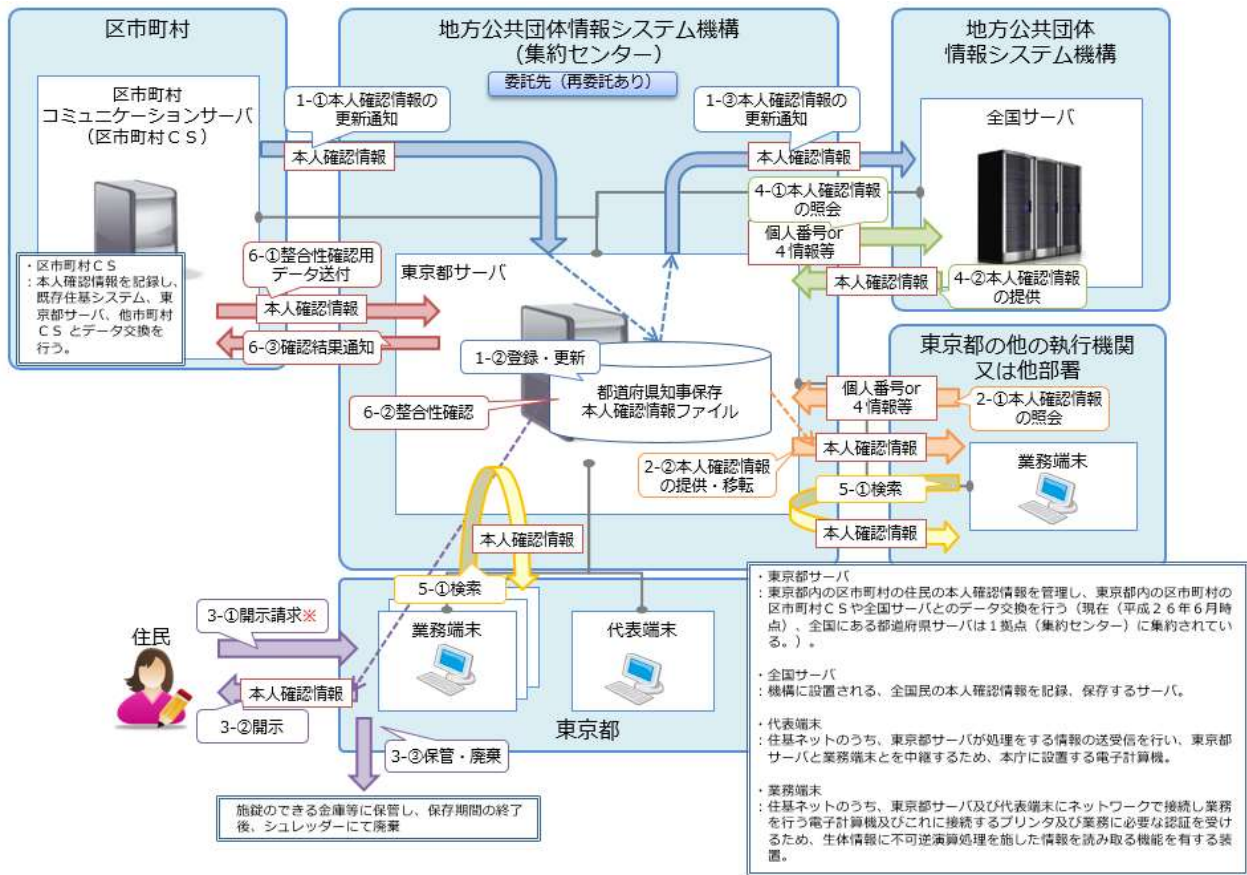 区市町村
区市町村
コミュニケーションサーバ
（区市町村ＣＳ）
・区市町村ＣＳ
：本人確認情報を記録し、
既存住基システム、東
京都サーバ、他市町村
ＣＳ とデータ交換を
行う。
地方公共団体情報システム機構
（集約センター）
委託先（再委託あり）
1-①本人確認情報の
更新通知
本人確認情報
1-③本人確認情報の
更新通知
本人確認情報
地方公共団体
情報システム機構
全国サーバ
4-①本人確認情報
の照会
個人番号or
４情報等
本人確認情報
4-②本人確認情報
の提供
6-①整合性確認用
データ送付
本人確認情報
6-③確認結果通知
東京都サーバ
1-②登録・更新
6-②整合性確認
都道府県知事保存
本人確認情報ファイル
東京都の他の執行機関
又は他部署
個人番号or
４情報等
2-①本人確認情報
の照会
本人確認情報
2-②本人確認情報
の提供・移転
業務端末
5-①検索
本人確認情報
本人確認情報
5-①検索
業務端末
代表端末
東京都
住民
3-①開示請求※
本人確認情報
3-②開示
3-③保管・廃棄
施錠のできる金庫等に保管し、保存期間の終了
後、シュレッダーにて廃棄
・東京都サーバ
：東京都内の区市町村の住民の本人確認情報を管理し、東京都内の区市町村の
区市町村ＣＳや全国サーバとのデータ交換を行う（現在（平成２６年６月時
点）、全国にある都道府県サーバは１拠点（集約センター）に集約されてい
る。）。
・全国サーバ
：機構に設置される、全国民の本人確認情報を記録、保存するサーバ。
・代表端末
：住基ネットのうち、東京都サーバが処理をする情報の送受信を行い、東京都
サーバと業務端末とを中継するため、本庁に設置する電子計算機。
・業務端末
：住基ネットのうち、東京都サーバ及び代表端末にネットワークで接続し業務
を行う電子計算機及びこれに接続するプリンタ及び業務に必要な認証を受け
るため、生体情報に不可逆演算処理を施した情報を読み取る機能を有する装
置。